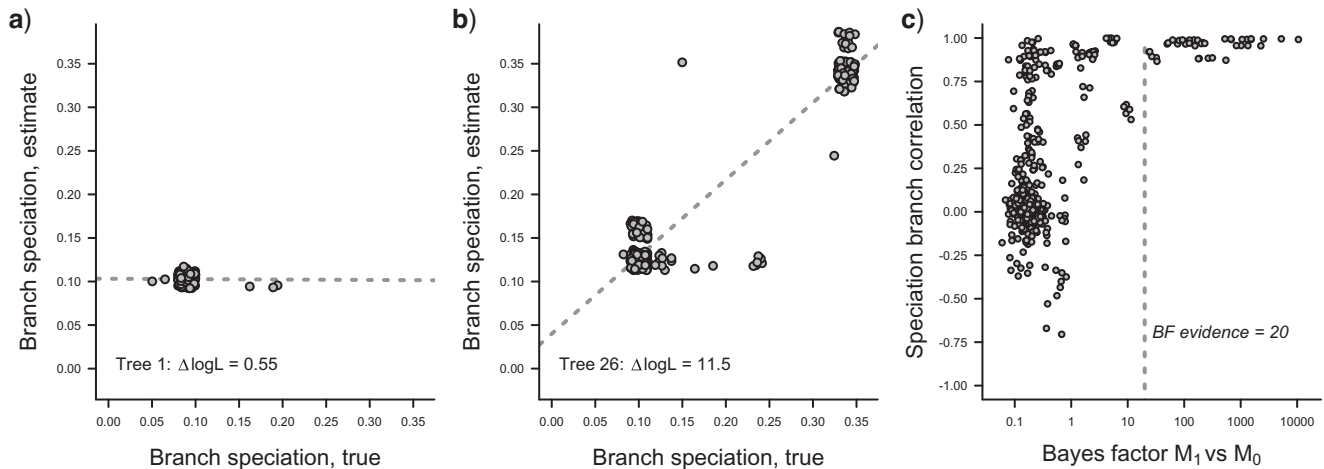 a)
Branch speciation, estimate
0.35
0.30
0.25
0.20
0.15
0.10
0.05
0.00
Tree 1: ΔlogL = 0.55
0.00 0.05 0.10 0.15 0.20 0.25 0.30 0.35
Branch speciation, true
b)
Branch speciation, estimate
0.35
0.30
0.25
0.20
0.15
0.10
0.05
0.00
Tree 26: ΔlogL = 11.5
0.00 0.05 0.10 0.15 0.20 0.25 0.30 0.35
Branch speciation, true
c)
Speciation branch correlation
1.00
0.75
0.50
0.25
0.00
-0.25
-0.50
-0.75
-1.00
BF evidence = 20
0.1 1 10 100 1000 10000
Bayes factor M₁ vs M₀